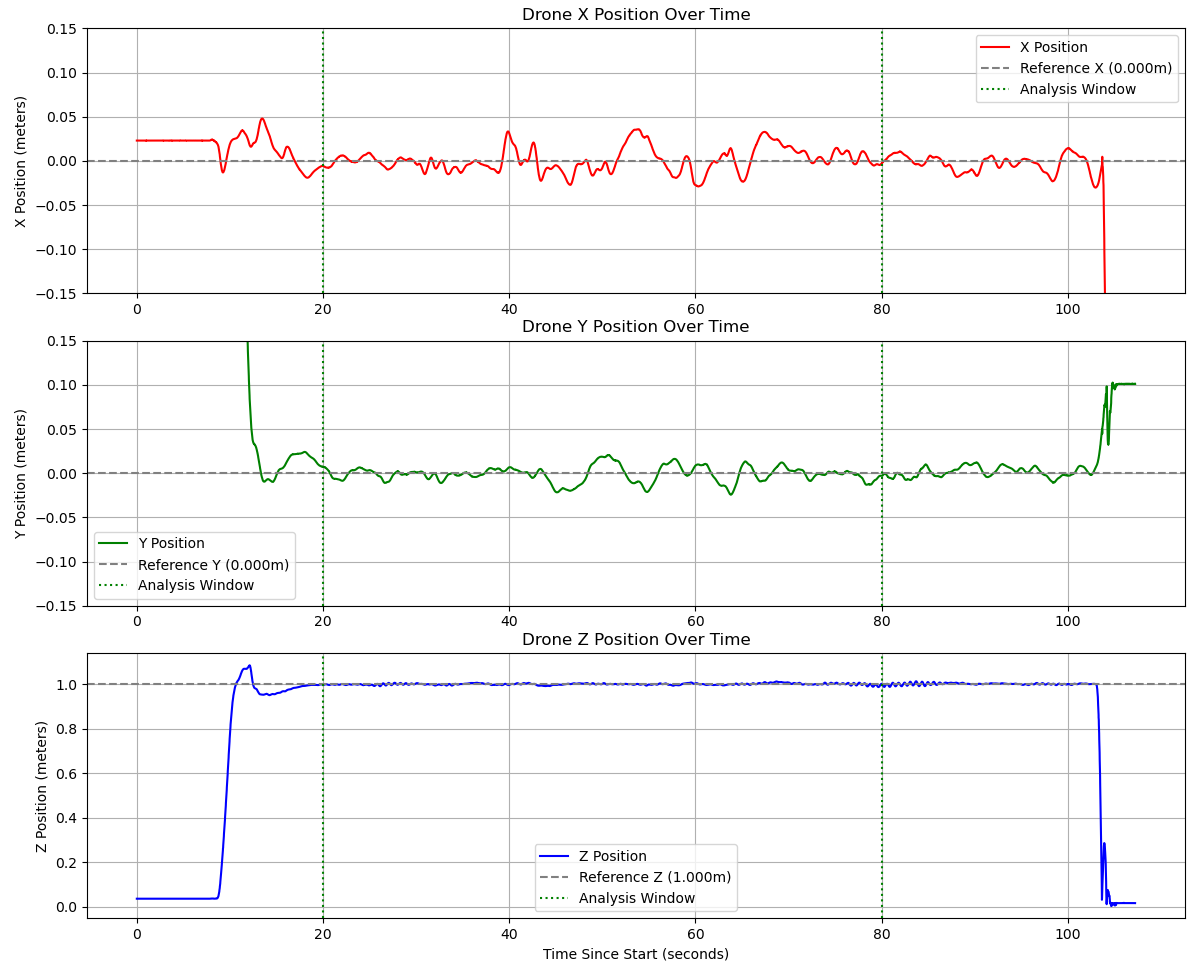 Drone X Position Over Time
X Position (meters)
0.15
0.10
0.05
0.00
−0.05
−0.10
−0.15
X Position
Reference X (0.000m)
Analysis Window
0 20 40 60 80 100
Drone Y Position Over Time
Y Position (meters)
0.15
0.10
0.05
0.00
−0.05
−0.10
−0.15
Y Position
Reference Y (0.000m)
Analysis Window
0 20 40 60 80 100
Drone Z Position Over Time
Z Position (meters)
1.0
0.8
0.6
0.4
0.2
0.0
Z Position
Reference Z (1.000m)
Analysis Window
0 20 40 60 80 100
Time Since Start (seconds)